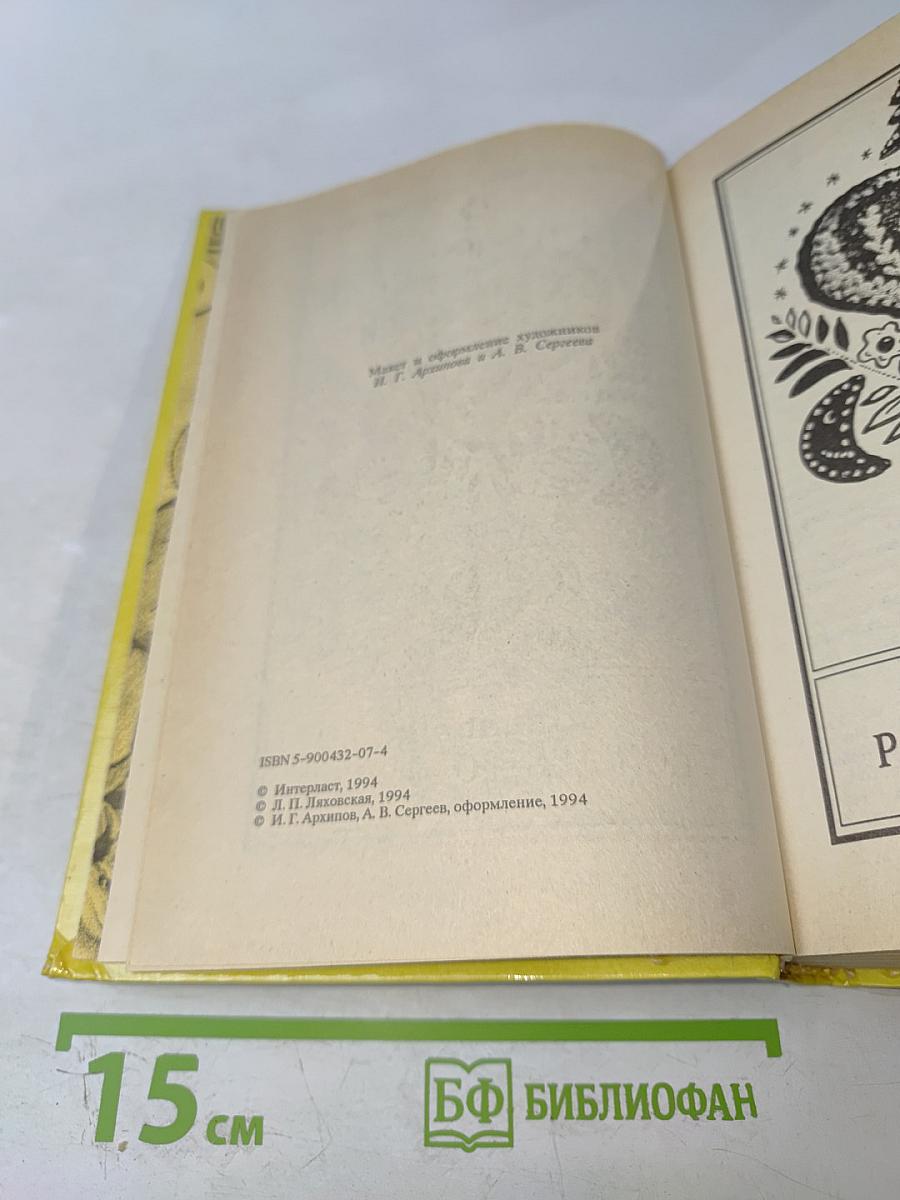 Макет и оформление художников
И. Г. Архипова и А. В. Сергеева
ISBN 5-900432-07-4
© Интерласт, 1994
© Л. П. Ляховская, 1994
© И. Г. Архипов, А. В. Сергеев, оформление, 1994
Р
15 см
БФ БИБЛИОФАН